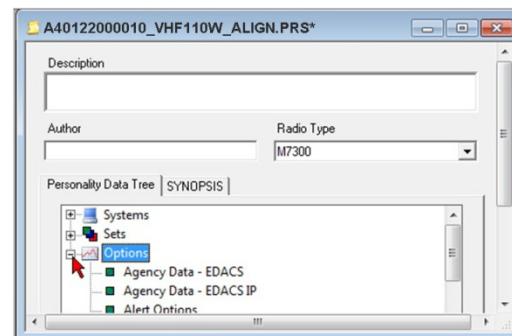 A40122000010_VHF110W_ALIGN.PRS*
Description
Author Radio Type
M7300
Personality Data Tree SYNOPSIS
Systems
Sets
Options
Agency Data - EDACS
Agency Data - EDACS IP
Alert Options